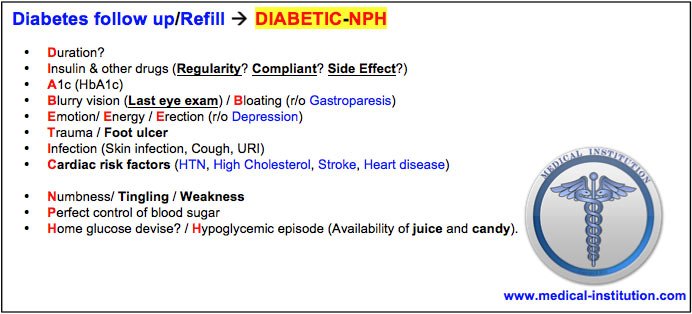 Diabetes follow up/Refill → DIABETIC-NPH
• Duration?
• Insulin & other drugs (Regularity? Compliant? Side Effect?)
• A1c (HbA1c)
• Blurry vision (Last eye exam) / Bloating (r/o Gastroparesis)
• Emotion/ Energy / Erection (r/o Depression)
• Trauma / Foot ulcer
• Infection (Skin infection, Cough, URI)
• Cardiac risk factors (HTN, High Cholesterol, Stroke, Heart disease)
• Numbness/ Tingling / Weakness
• Perfect control of blood sugar
• Home glucose devise? / Hypoglycemic episode (Availability of juice and candy).
MEDICAL INSTITUTION
www.medical-institution.com